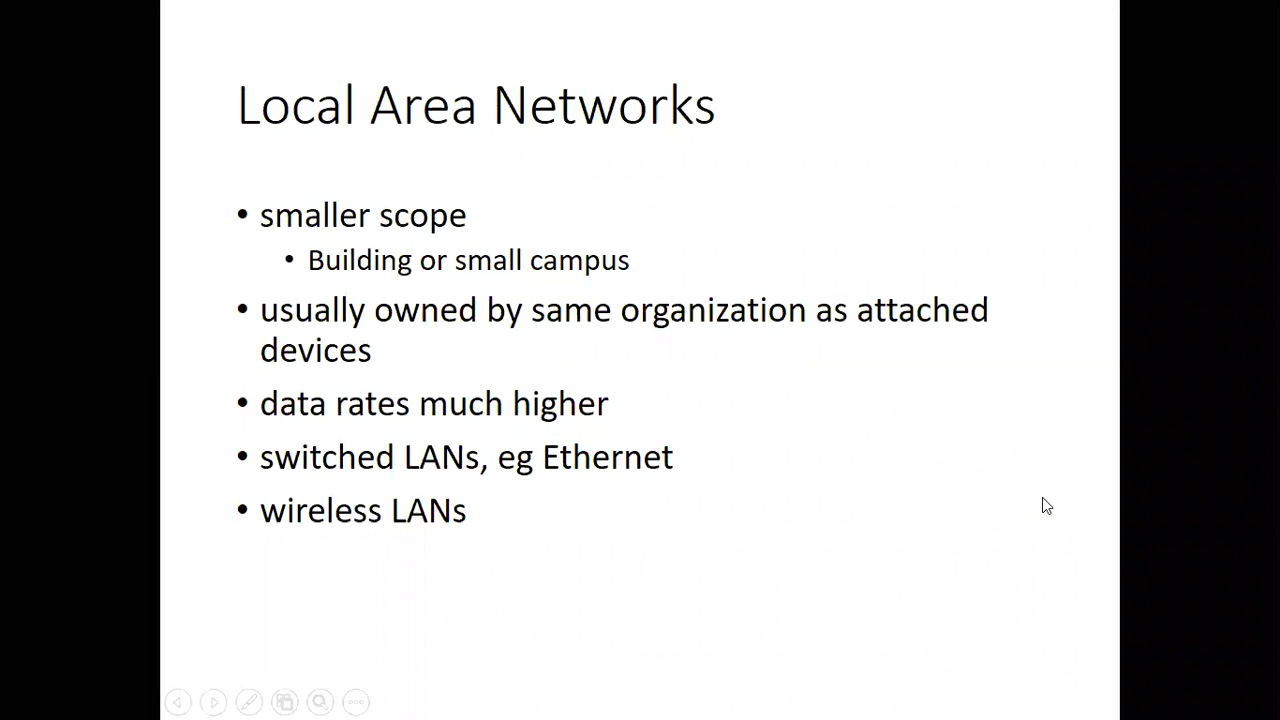 Local Area Networks
• smaller scope
• Building or small campus
• usually owned by same organization as attached
devices
• data rates much higher
• switched LANs, eg Ethernet
• wireless LANs